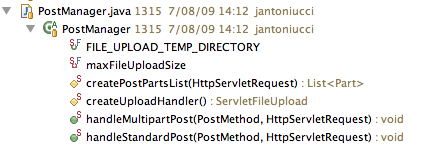 PostManager.java 1315 7/08/09 14:12 jantoniucci
PostManager 1315 7/08/09 14:12 jantoniucci
FILE_UPLOAD_TEMP_DIRECTORY
maxFileUploadSize
createPostPartsList(HttpServletRequest) : List<Part>
createUploadHandler() : ServletFileUpload
handleMultipartPost(PostMethod, HttpServletRequest) : void
handleStandardPost(PostMethod, HttpServletRequest) : void